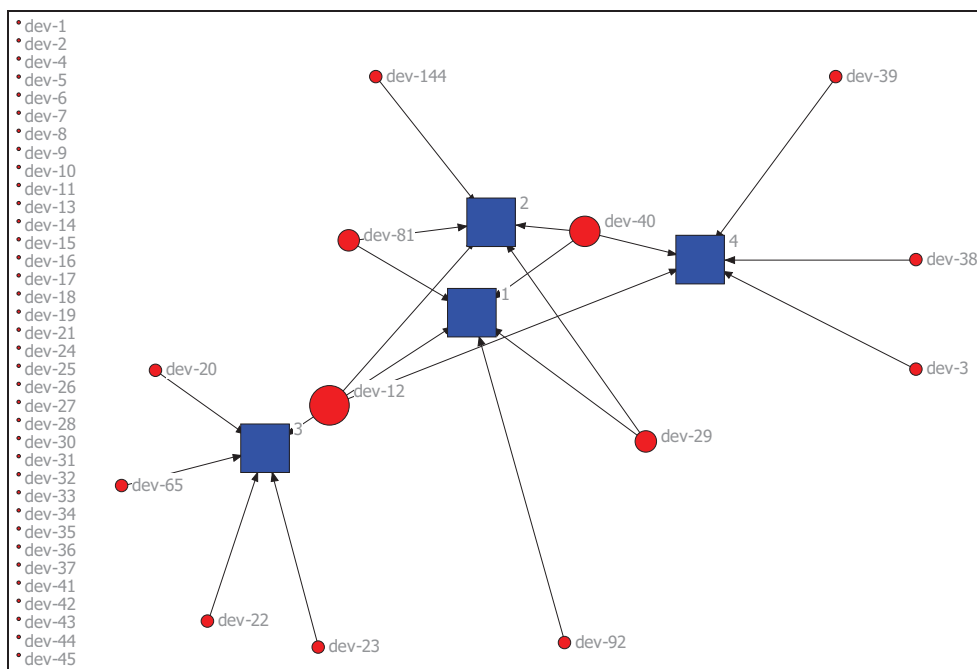 dev-1
dev-2
dev-4
dev-5
dev-6
dev-7
dev-8
dev-9
dev-10
dev-11
dev-13
dev-14
dev-15
dev-16
dev-17
dev-18
dev-19
dev-21
dev-24
dev-25
dev-26
dev-27
dev-28
dev-30
dev-31
dev-32
dev-33
dev-34
dev-35
dev-36
dev-37
dev-41
dev-42
dev-43
dev-44
dev-45
dev-144
dev-39
2
dev-40
dev-81
4
dev-38
1
dev-20
dev-3
dev-12
3
dev-29
dev-65
dev-22
dev-23
dev-92